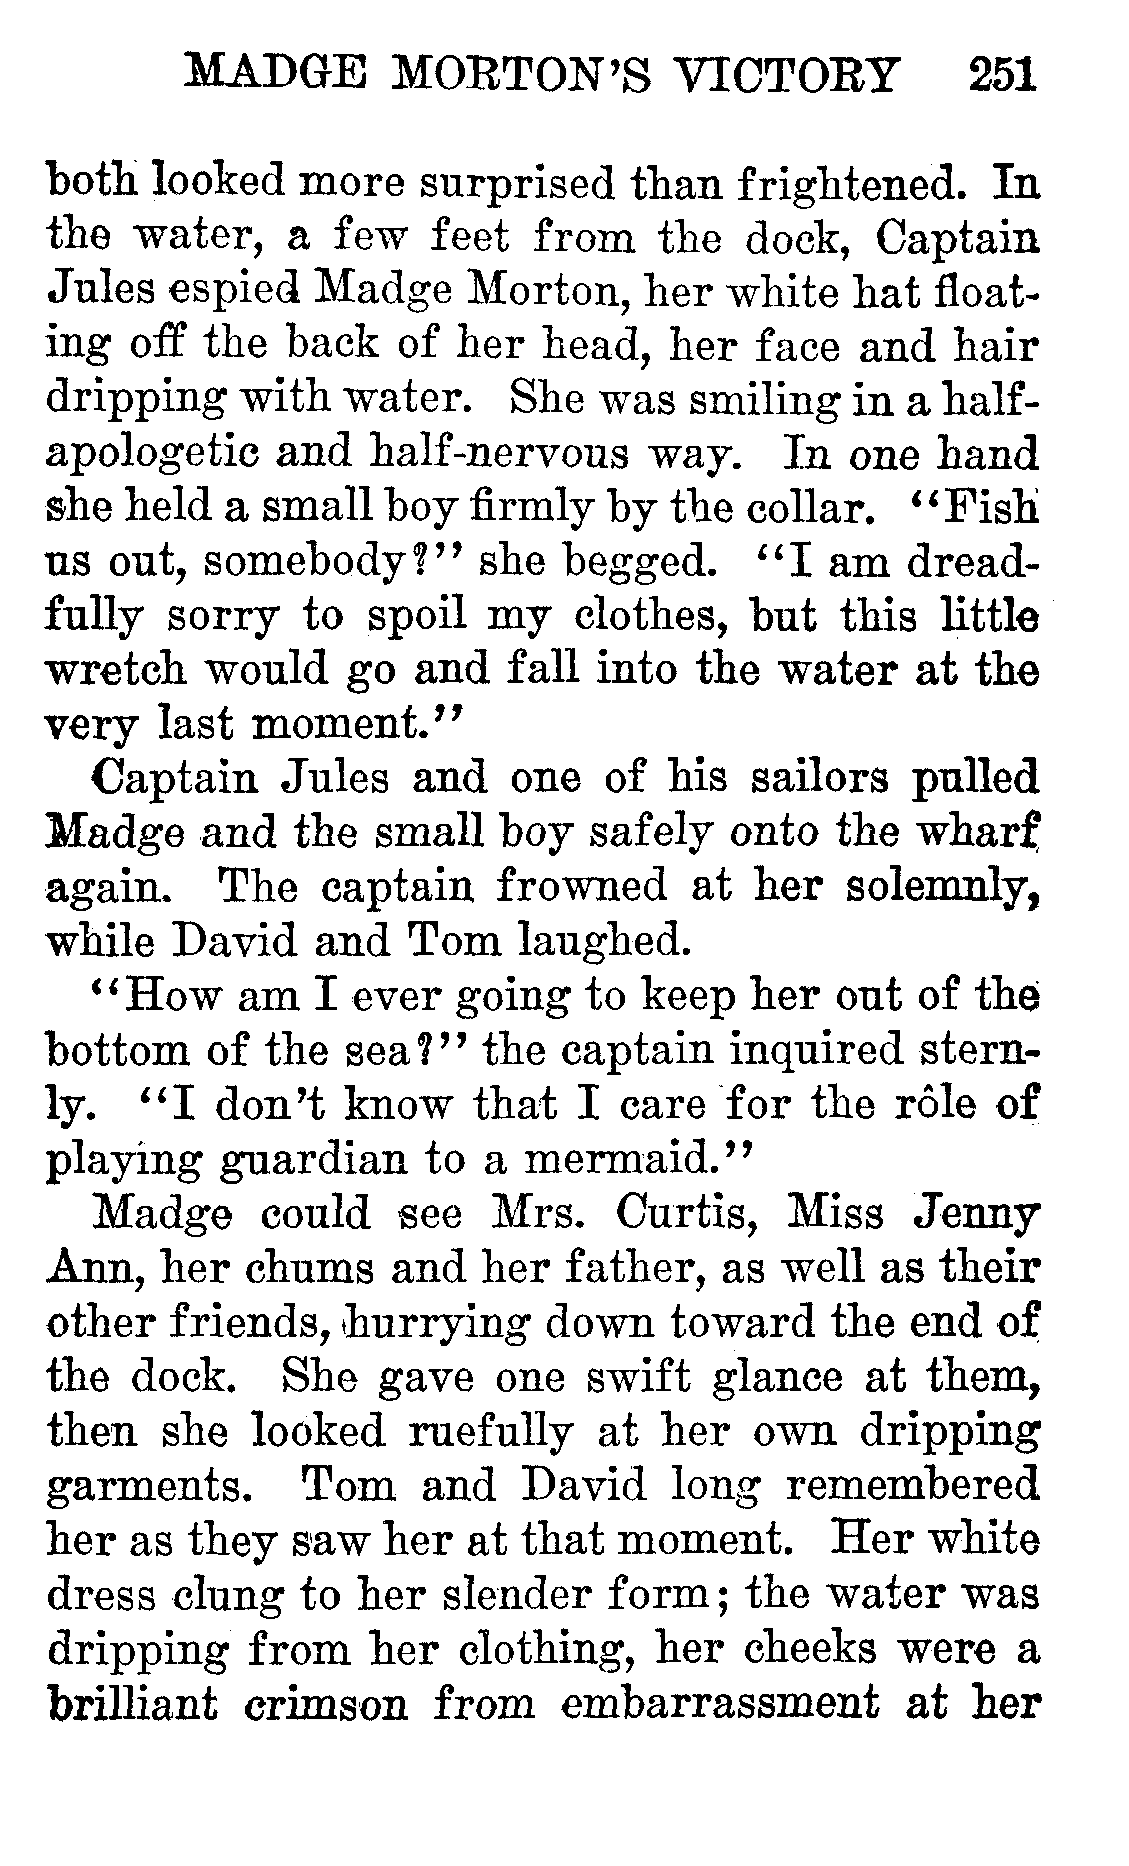 MADGE MORTON'S VICTORY 251
both looked more surprised than frightened. In
the water, a few feet from the dock, Captain
Jules espied Madge Morton, her white hat float-
ing off the back of her head, her face and hair
dripping with water. She was smiling in a half-
apologetic and half-nervous way. In one hand
she held a small boy firmly by the collar. "Fish
us out, somebody?" she begged. "I am dread-
fully sorry to spoil my clothes, but this little
wretch would go and fall into the water at the
very last moment."
Captain Jules and one of his sailors pulled
Madge and the small boy safely onto the wharf
again. The captain frowned at her solemnly,
while David and Tom laughed.
"How am I ever going to keep her out of the
bottom of the sea?" the captain inquired stern-
ly. "I don't know that I care for the rôle of
playing guardian to a mermaid."
Madge could see Mrs. Curtis, Miss Jenny
Ann, her chums and her father, as well as their
other friends, hurrying down toward the end of
the dock. She gave one swift glance at them,
then she looked ruefully at her own dripping
garments. Tom and David long remembered
her as they saw her at that moment. Her white
dress clung to her slender form; the water was
dripping from her clothing, her cheeks were a
brilliant crimson from embarrassment at her